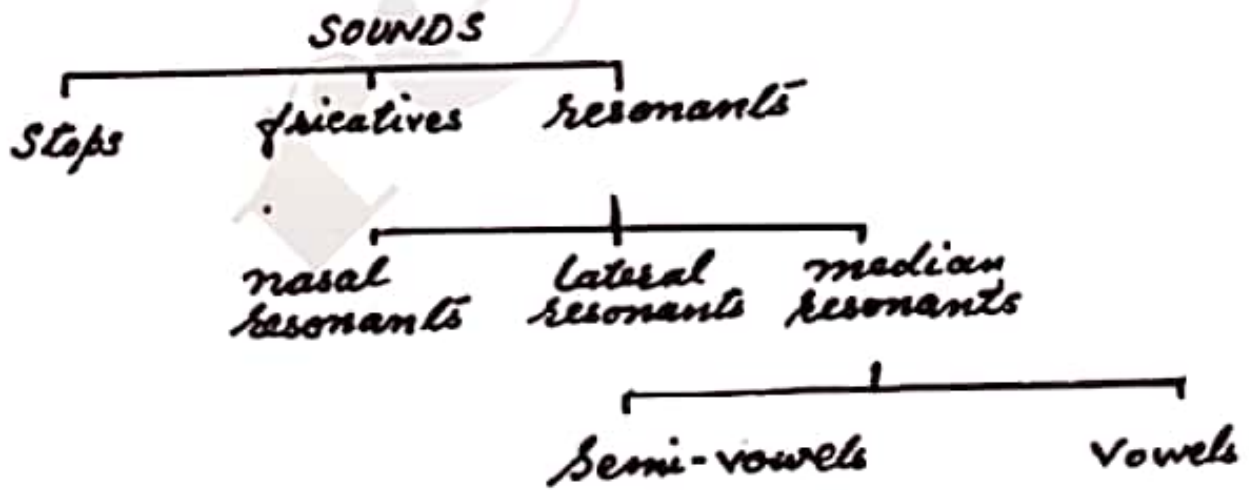 SOUNDS
Stops fricatives resonants
nasal lateral median
resonants resonants resonants
Semi-vowels Vowels